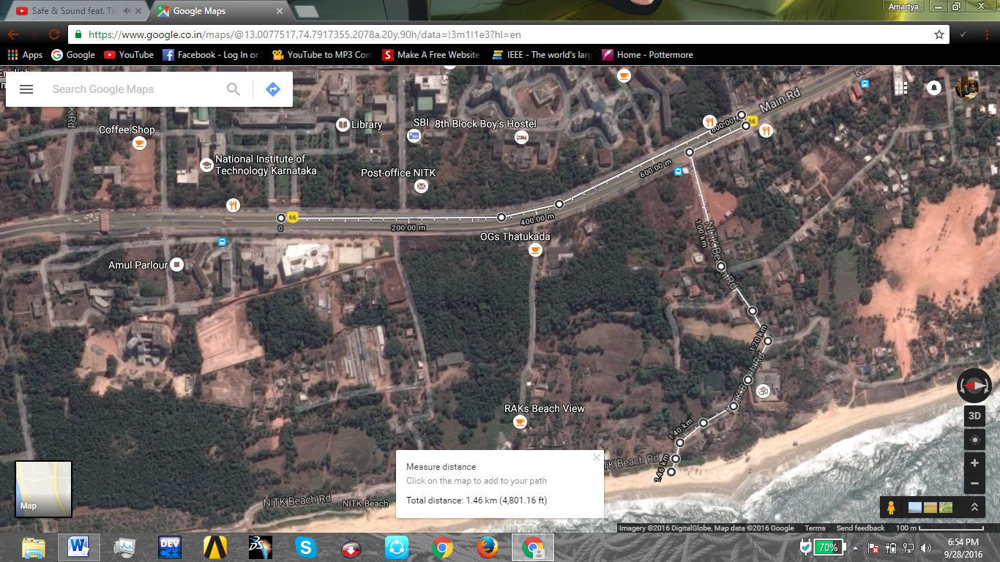 Safe & Sound feat. Th
Google Maps
Amartya
https://www.google.co.in/maps/@13.0077517,74.7917355,2078a,20y,90h/data=!3m1!1e3?hl=en
Apps
Google
YouTube
Facebook - Log In or
YouTube to MP3 Con
Make A Free Website
IEEE - The world's larg
Home - Pottermore
Search Google Maps
Main Rd
Library
SBI
8th Block Boy's Hostel
Coffee Shop
National Institute of
Technology Karnataka
Post-office NITK
66
66
0
200.00 m
400.00 m
600.00 m
800.00 m
1.00 km
NITK Beach Rd
OGs Thatukada
Amul Parlour
1.20 km
NITK Beach Rd
RAKs Beach View
1.40 km
1.46 km
NITK Beach Rd
NITK Beach Rd
NITK Beach
Measure distance
Click on the map to add to your path
Total distance: 1.46 km (4,801.16 ft)
Map
3D
Imagery ©2016 DigitalGlobe, Map data ©2016 Google
Terms
Send feedback
100 m
DEV
C++
70%
6:54 PM
9/28/2016